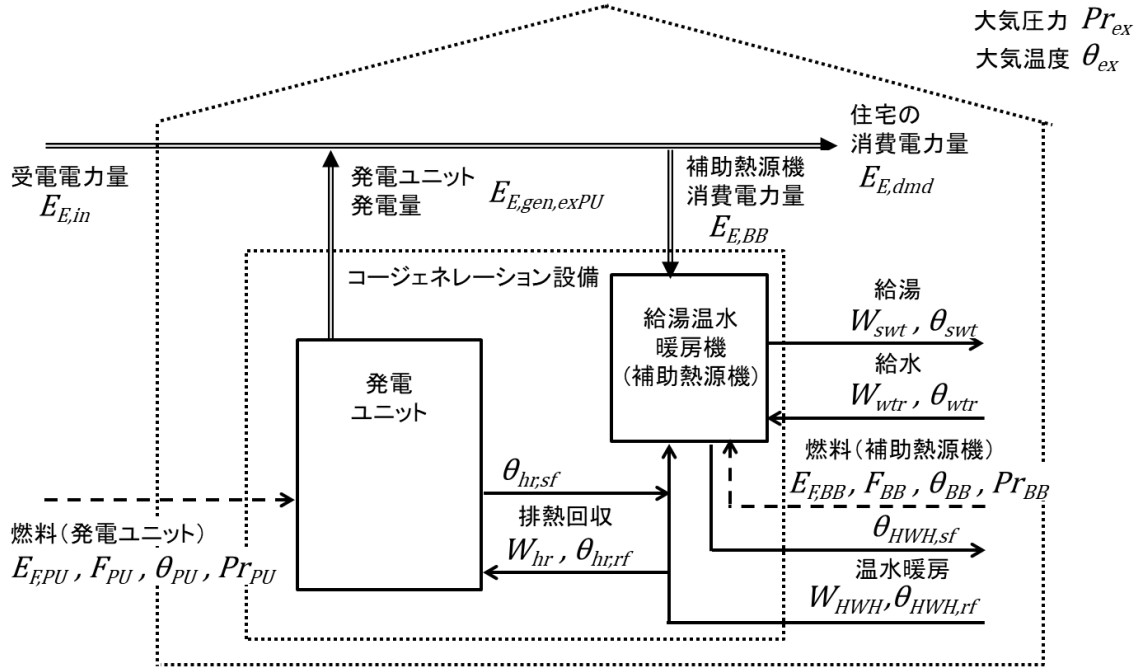 大気圧力 Pr_ex
大気温度 θ_ex
住宅の
消費電力量
E_E,dmd
受電電力量
E_E,in
発電ユニット
発電量
E_E,gen,exPU
補助熱源機
消費電力量
E_E,BB
コージェネレーション設備
給湯温水
暖房機
(補助熱源機)
給湯
W_swt , θ_swt
給水
W_wtr , θ_wtr
発電
ユニット
燃料(補助熱源機)
E_F,BB , F_BB , θ_BB , Pr_BB
θ_hr,sf
排熱回収
W_hr , θ_hr,rf
θ_HWH,sf
温水暖房
W_HWH,θ_HWH,rf
燃料(発電ユニット)
E_F,PU , F_PU , θ_PU , Pr_PU